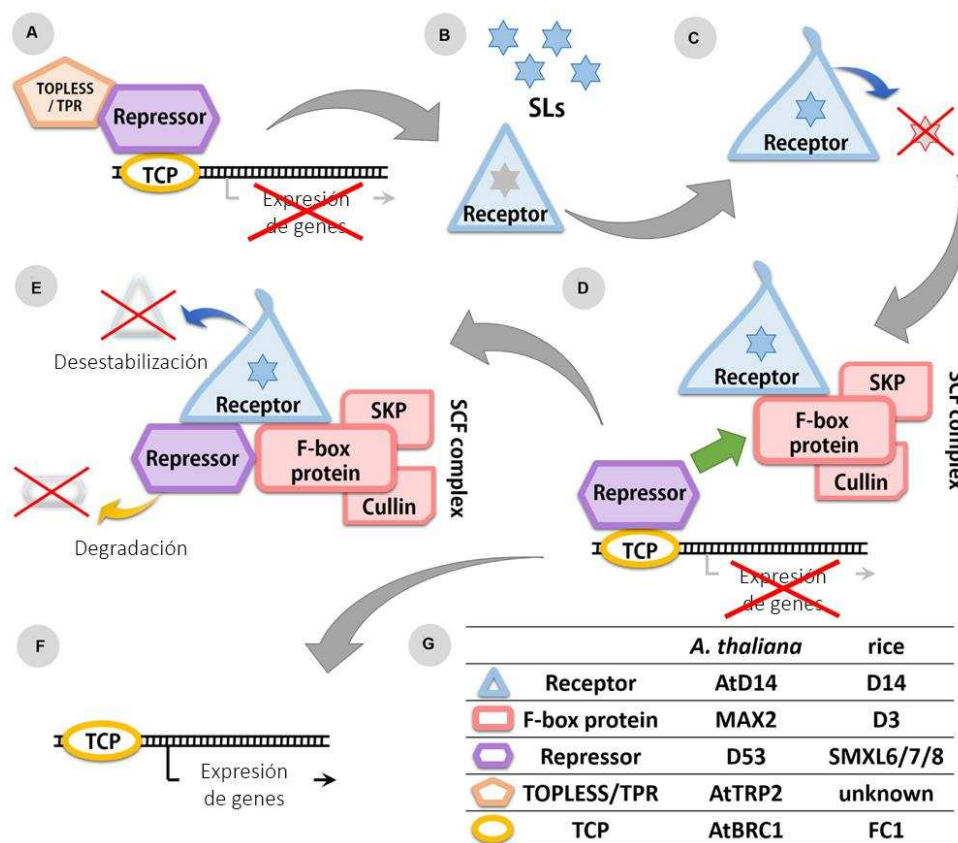 A
TOPLESS
/ TPR
Repressor
TCP
Expresión
de genes
B
SLs
Receptor
C
Receptor
D
Receptor
SKP
F-box
protein
Cullin
SCF complex
Repressor
TCP
Expresión
de genes
E
Desestabilización
Receptor
SKP
Repressor
F-box
protein
Cullin
SCF complex
Degradación
F
TCP
Expresión
de genes
G
A. thaliana rice
Receptor AtD14 D14
F-box protein MAX2 D3
Repressor D53 SMXL6/7/8
TOPLESS/TPR AtTRP2 unknown
TCP AtBRC1 FC1